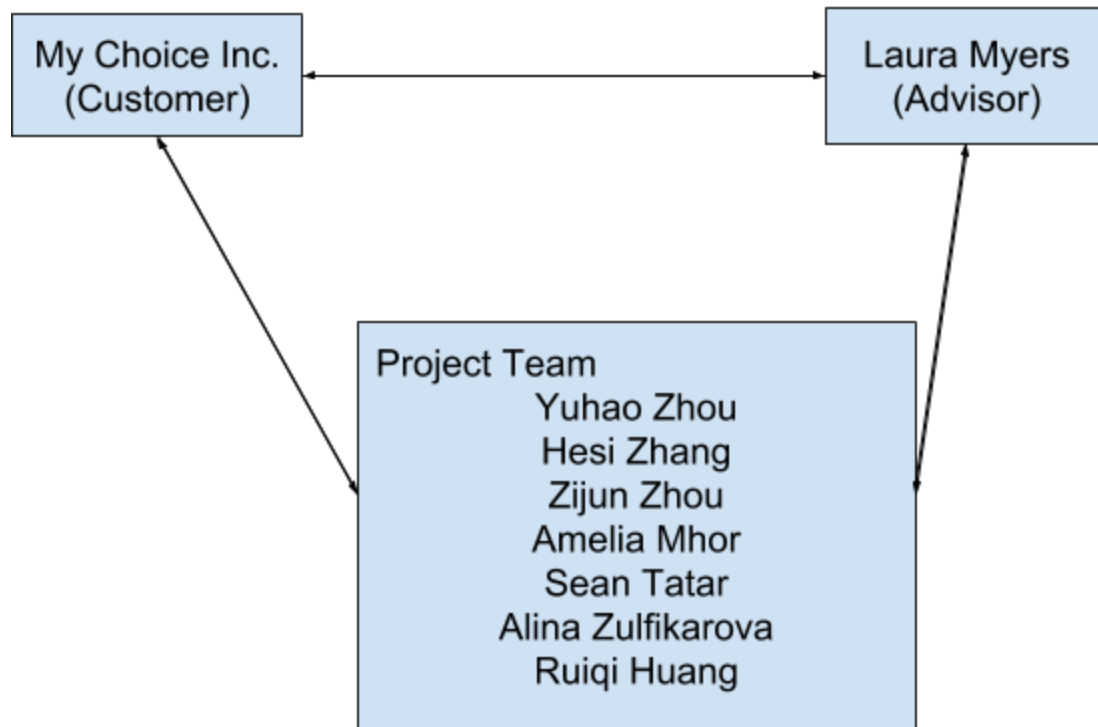 My Choice Inc.
(Customer)
Laura Myers
(Advisor)
Project Team
Yuhao Zhou
Hesi Zhang
Zijun Zhou
Amelia Mhor
Sean Tatar
Alina Zulfikarova
Ruiqi Huang